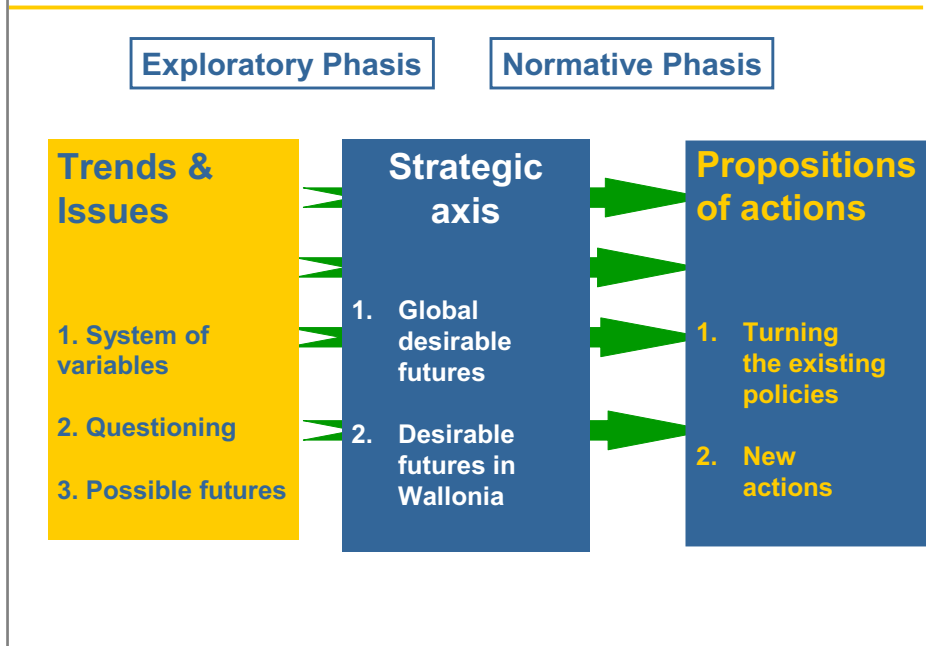 Exploratory Phasis
Normative Phasis
Trends &
Issues
1. System of
variables
2. Questioning
3. Possible futures
Strategic
axis
1. Global
desirable
futures
2. Desirable
futures in
Wallonia
Propositions
of actions
1. Turning
the existing
policies
2. New
actions